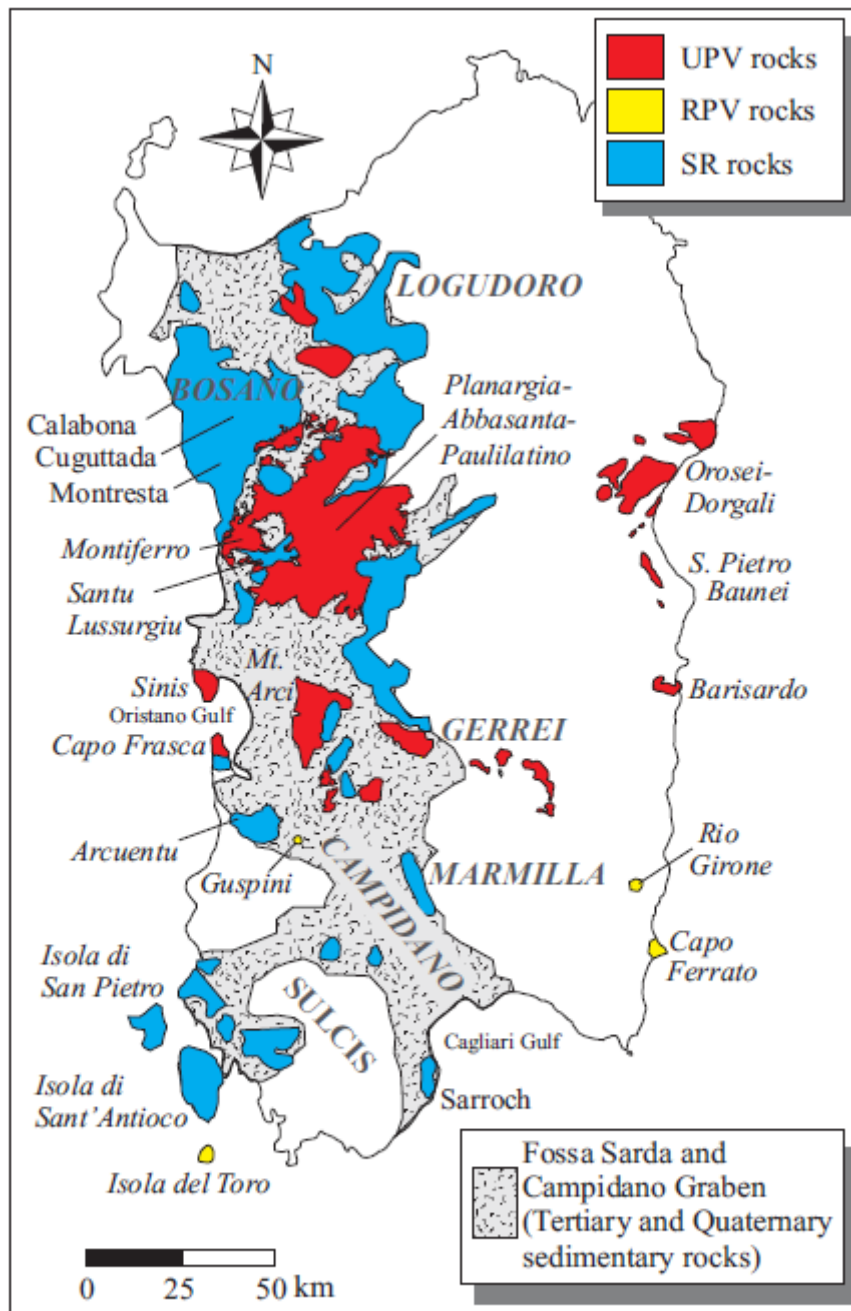 N
UPV rocks
RPV rocks
SR rocks
LOGUDORO
BOSANO
Planargia-
Abbasanta-
Paulilatino
Calabona
Cuguttada
Montresta
Orosei-
Dorgali
Montiferro
S. Pietro
Baunei
Santu
Lussurgiu
Mt.
Arci
Sinis
Oristano Gulf
Capo Frasca
Barisardo
GERREI
Arcuentu
Guspini
CAMPIDANO
MARMILLA
Rio
Girone
Capo
Ferrato
Isola di
San Pietro
SULCIS
Cagliari Gulf
Isola di
Sant'Antioco
Sarroch
Isola del Toro
Fossa Sarda and
Campidano Graben
(Tertiary and Quaternary
sedimentary rocks)
0 25 50 km